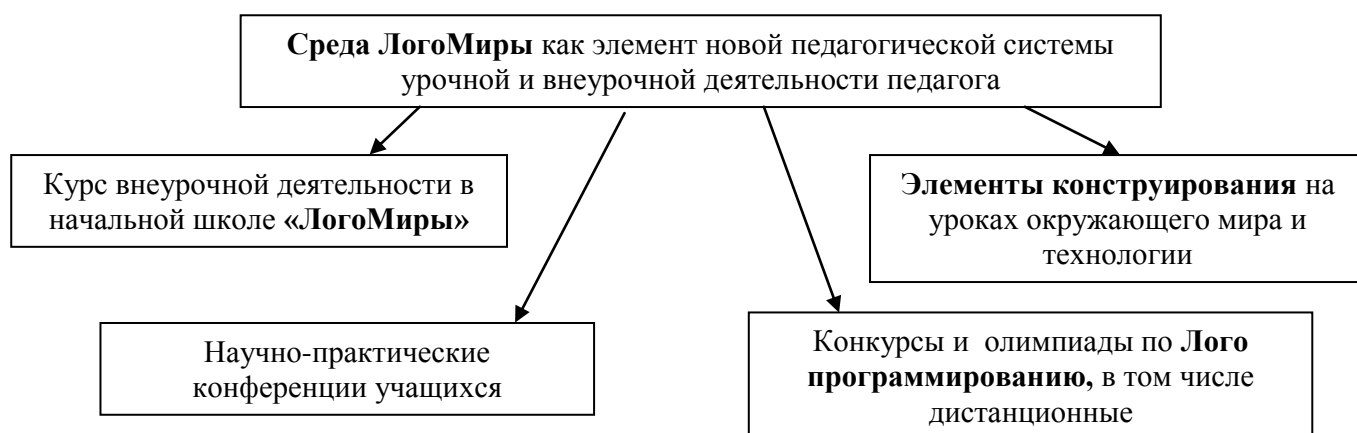 Среда ЛогоМиры как элемент новой педагогической системы
урочной и внеурочной деятельности педагога
Курс внеурочной деятельности в
начальной школе «ЛогоМиры»
Элементы конструирования на
уроках окружающего мира и
технологии
Научно-практические
конференции учащихся
Конкурсы и олимпиады по Лого
программированию, в том числе
дистанционные